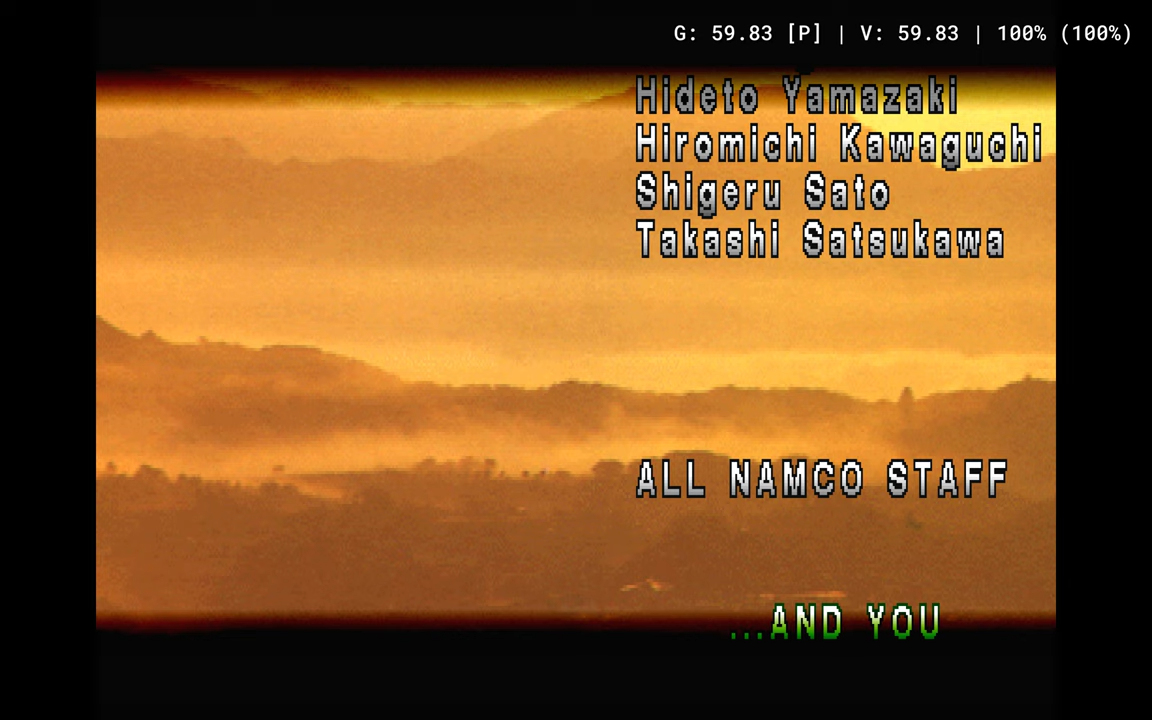 G: 59.83 [P] | V: 59.83 | 100% (100%)
Hideto Yamazaki
Hiromichi Kawaguchi
Shigeru Sato
Takashi Satsukawa
ALL NAMCO STAFF
...AND YOU